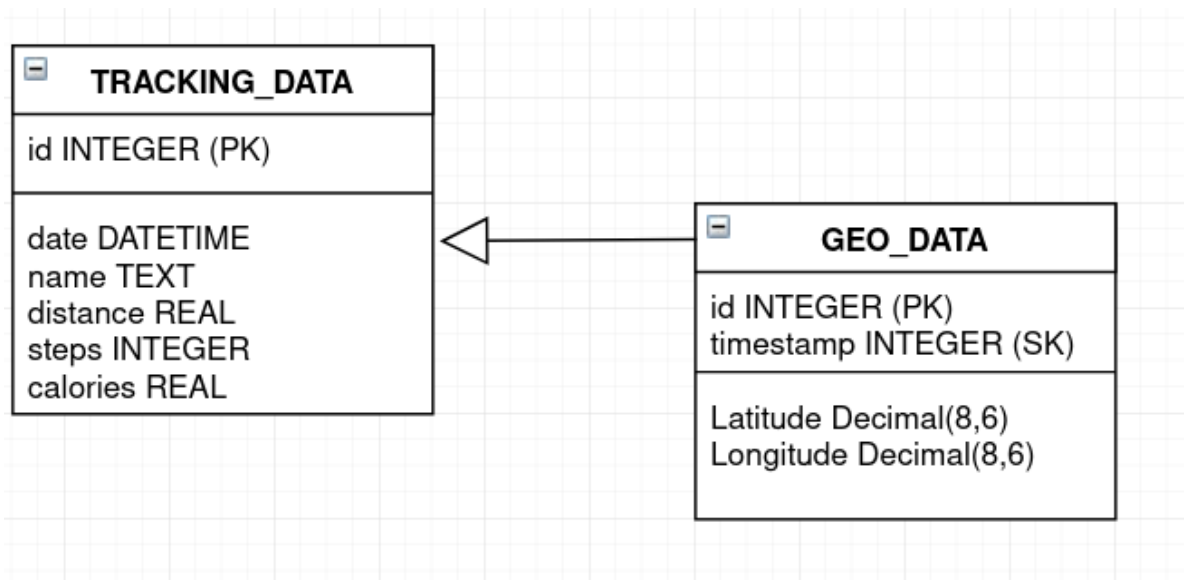 TRACKING_DATA
id INTEGER (PK)
date DATETIME
name TEXT
distance REAL
steps INTEGER
calories REAL
GEO_DATA
id INTEGER (PK)
timestamp INTEGER (SK)
Latitude Decimal(8,6)
Longitude Decimal(8,6)